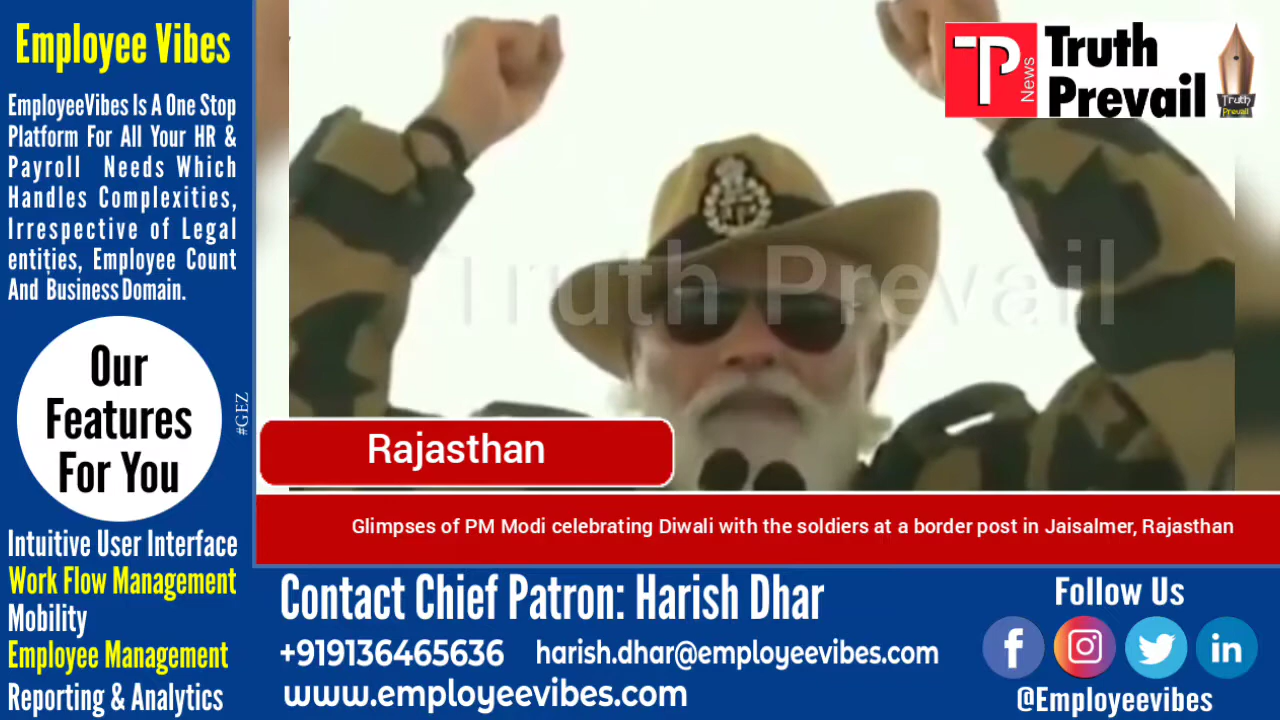 Employee Vibes
EmployeeVibes Is A One Stop
Platform For All Your HR &
Payroll Needs Which
Handles Complexities,
Irrespective of Legal
entities, Employee Count
And Business Domain.
Our
Features
For You
#GEZ
Intuitive User Interface
Work Flow Management
Mobility
Employee Management
Reporting & Analytics
TP
News
Truth
Prevail
Truth
Prevail
Truth Prevail
Rajasthan
Glimpses of PM Modi celebrating Diwali with the soldiers at a border post in Jaisalmer, Rajasthan
Contact Chief Patron: Harish Dhar
+919136465636 harish.dhar@employeevibes.com
www.employeevibes.com
Follow Us
f
in
@Employeevibes